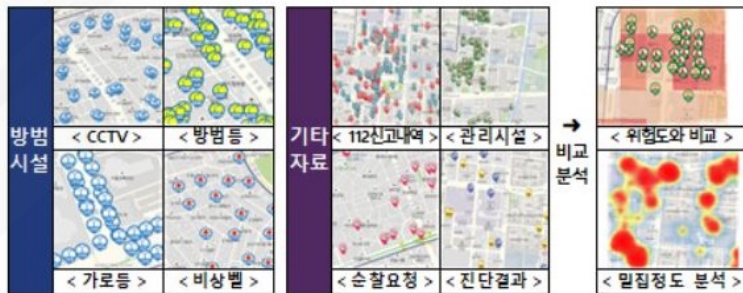 방범
시설
< CCTV >
< 방범등 >
< 가로등 >
< 비상벨 >
기타
자료
< 112신고내역 >
< 관리시설 >
< 순찰요청 >
< 진단결과 >
➜
비교
분석
< 위험도와 비교 >
< 밀집정도 분석 >